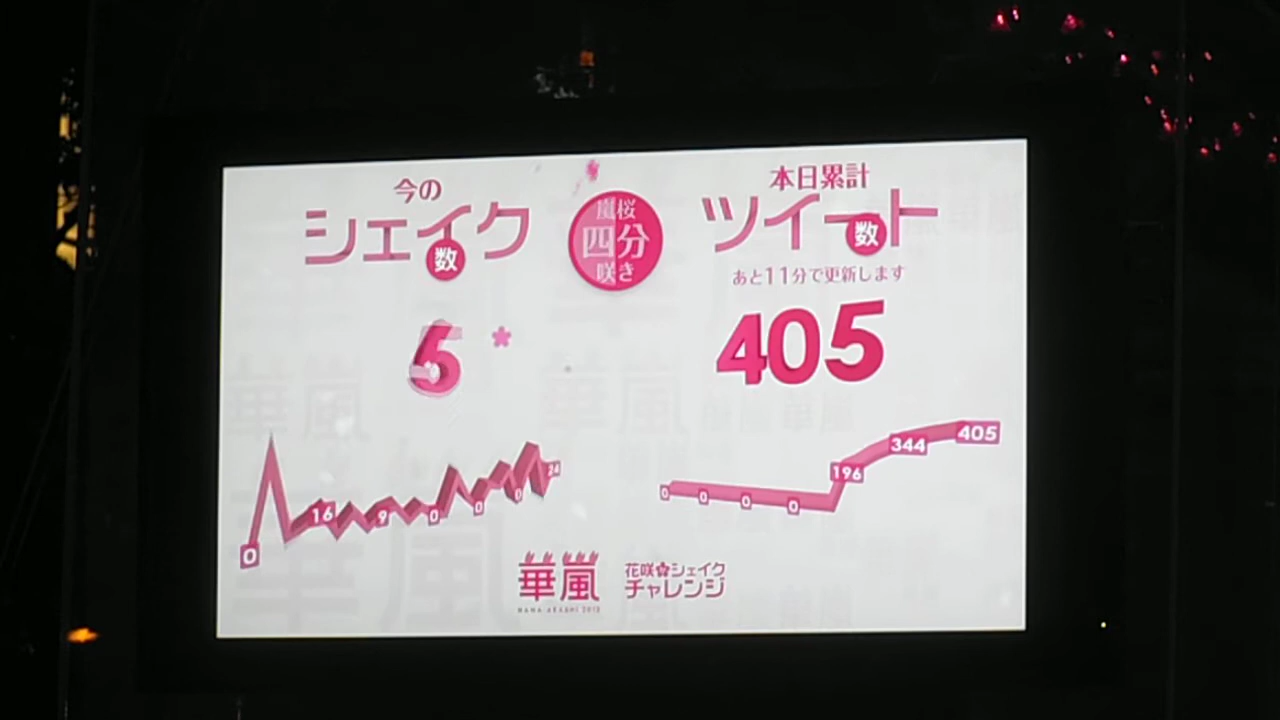 今の
シェイク数
嵐桜
四分
咲き
本日累計
ツイート数
あと11分で更新します
405
0
16
9
0
0
0
24
0
0
0
0
196
344
405
華嵐
HANA-ARASHI 2013
花咲シェイク
チャレンジ